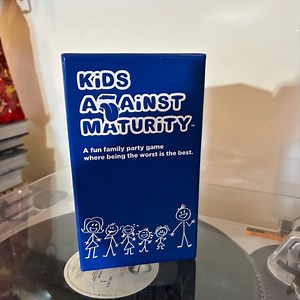 KiDS
AGAiNST
MATURiTY
A fun family party game
where being the worst is the best.